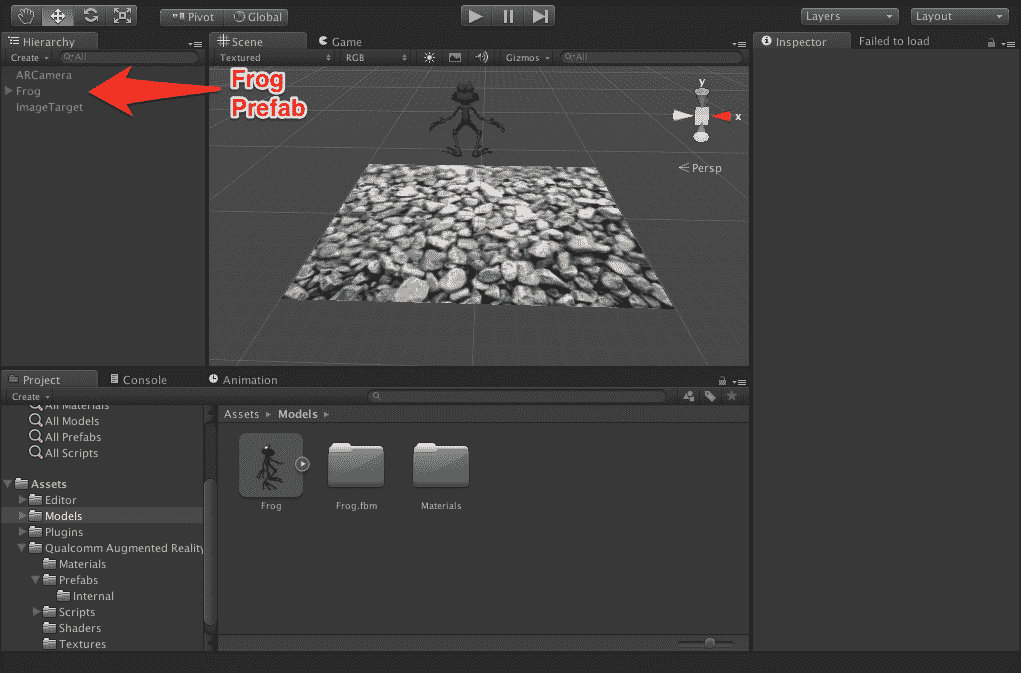 Pivot Global Layers Layout
Hierarchy
Create All
ARCamera
Frog
ImageTarget
Scene Game
Textured RGB Gizmos All
Frog
Prefab
y
x
Persp
Inspector Failed to load
Project Console Animation
Create
All Materials
All Models
All Prefabs
All Scripts
Assets
Editor
Models
Plugins
Qualcomm Augmented Reality
Materials
Prefabs
Internal
Scripts
Shaders
Textures
Assets Models
Frog Frog.fbm Materials